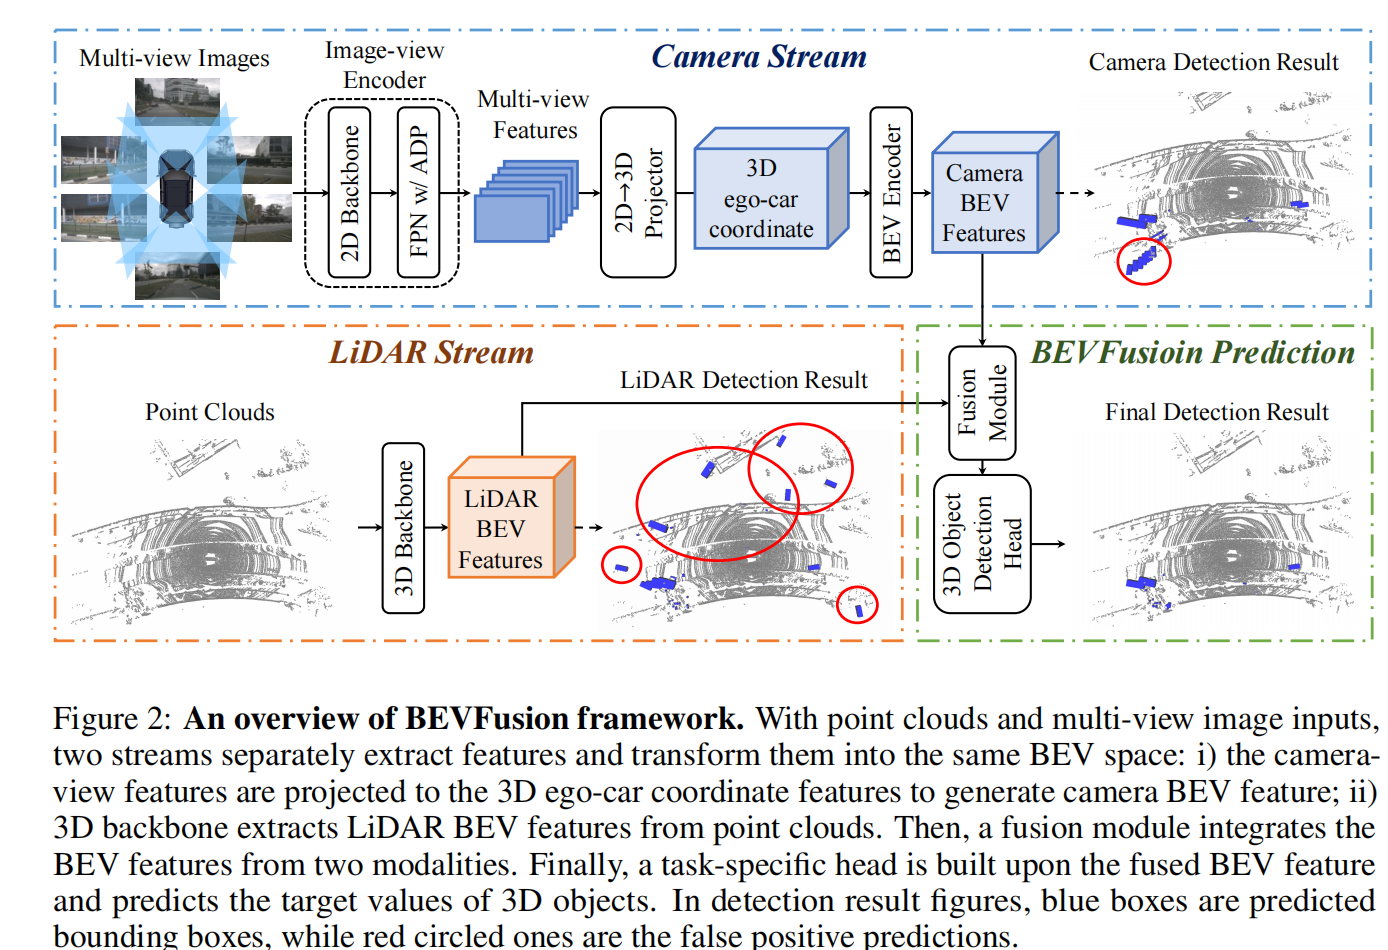 Camera Stream
Multi-view Images
Image-view
Encoder
2D Backbone
FPN w/ ADP
Multi-view
Features
2D→3D
Projector
3D
ego-car
coordinate
BEV Encoder
Camera
BEV
Features
Camera Detection Result
LiDAR Stream
Point Clouds
3D Backbone
LiDAR
BEV
Features
LiDAR Detection Result
BEVFusioin Prediction
Fusion
Module
3D Object
Detection
Head
Final Detection Result
Figure 2: An overview of BEVFusion framework. With point clouds and multi-view image inputs,
two streams separately extract features and transform them into the same BEV space: i) the camera-
view features are projected to the 3D ego-car coordinate features to generate camera BEV feature; ii)
3D backbone extracts LiDAR BEV features from point clouds. Then, a fusion module integrates the
BEV features from two modalities. Finally, a task-specific head is built upon the fused BEV feature
and predicts the target values of 3D objects. In detection result figures, blue boxes are predicted
bounding boxes, while red circled ones are the false positive predictions.